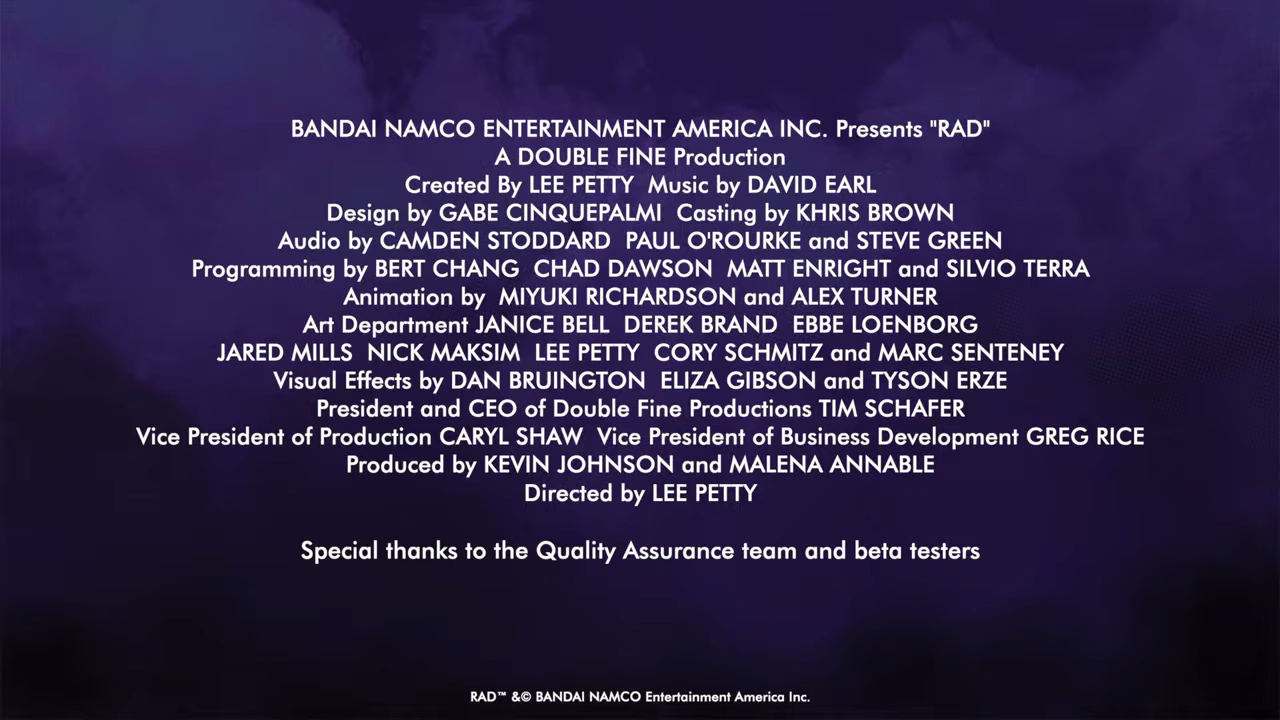 BANDAI NAMCO ENTERTAINMENT AMERICA INC. Presents "RAD"
A DOUBLE FINE Production
Created By LEE PETTY  Music by DAVID EARL
Design by GABE CINQUEPALMI  Casting by KHRIS BROWN
Audio by CAMDEN STODDARD  PAUL O'ROURKE and STEVE GREEN
Programming by BERT CHANG  CHAD DAWSON  MATT ENRIGHT and SILVIO TERRA
Animation by  MIYUKI RICHARDSON and ALEX TURNER
Art Department JANICE BELL  DEREK BRAND  EBBE LOENBORG
JARED MILLS  NICK MAKSIM  LEE PETTY  CORY SCHMITZ and MARC SENTENEY
Visual Effects by DAN BRUINGTON  ELIZA GIBSON and TYSON ERZE
President and CEO of Double Fine Productions TIM SCHAFER
Vice President of Production CARYL SHAW  Vice President of Business Development GREG RICE
Produced by KEVIN JOHNSON and MALENA ANNABLE
Directed by LEE PETTY
Special thanks to the Quality Assurance team and beta testers
RAD™ &© BANDAI NAMCO Entertainment America Inc.